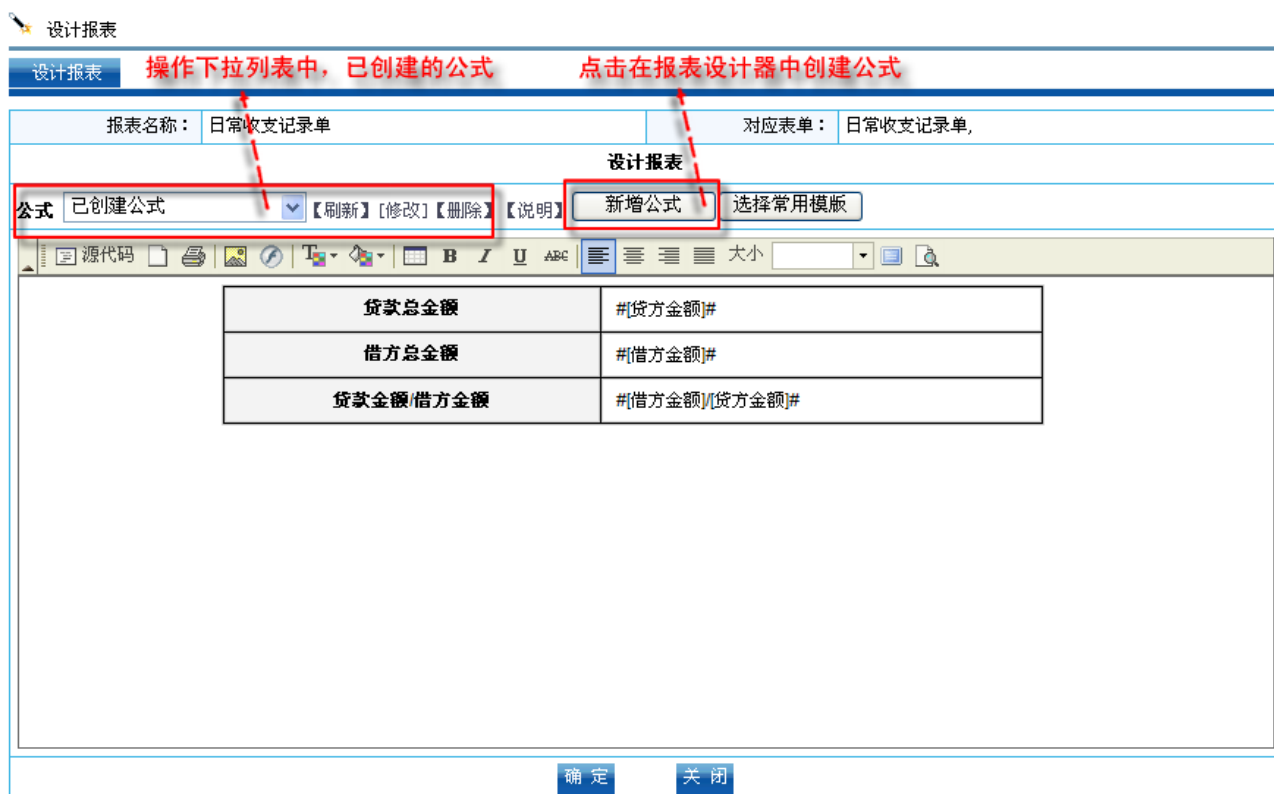 设计报表
设计报表 操作下拉列表中，已创建的公式 点击在报表设计器中创建公式
报表名称： 日常收支记录单 对应表单： 日常收支记录单,
设计报表
公式 已创建公式 【刷新】[修改]【删除】【说明】 新增公式 选择常用模版
源代码 B I U ABC 大小
贷款总金额 #[贷方金额]#
借方总金额 #[借方金额]#
贷款金额/借方金额 #[借方金额]/[贷方金额]#
确 定 关 闭